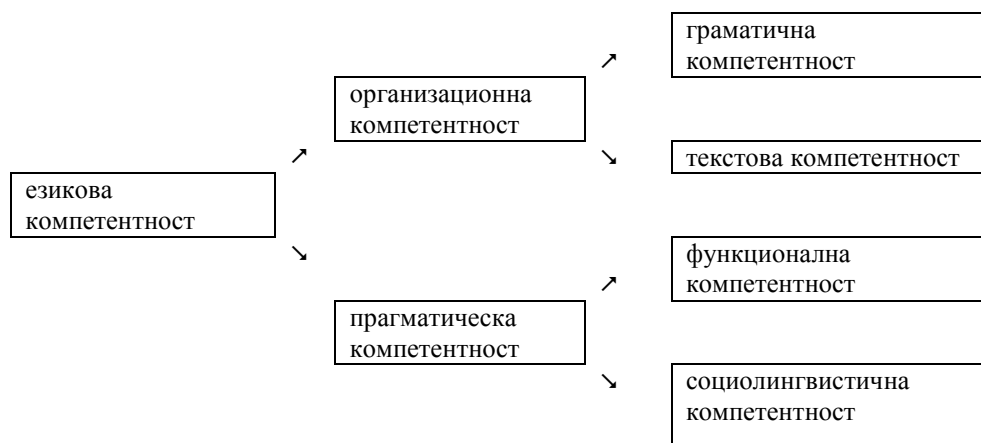 граматична
компетентност
организационна
компетентност
текстова компетентност
езикова
компетентност
функционална
компетентност
прагматическа
компетентност
социолингвистична
компетентност